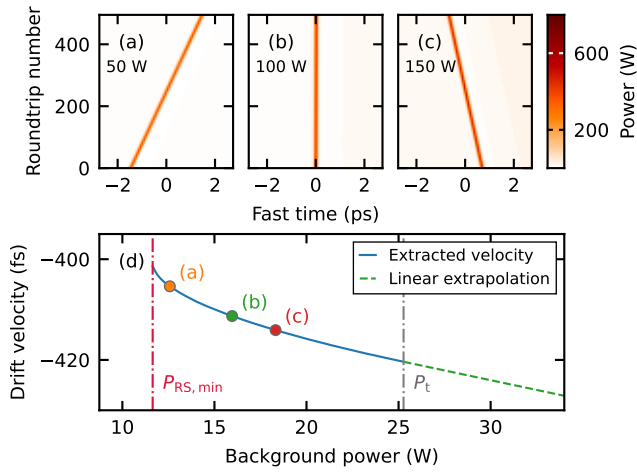 400
200
0
Roundtrip number
(a)
50 W
(b)
100 W
(c)
150 W
−2 0 2
−2 0 2
−2 0 2
Fast time (ps)
600
200
Power (W)
−400
−420
Drift velocity (fs)
(d)
(a)
(b)
(c)
Extracted velocity
Linear extrapolation
P_RS, min
P_t
10 15 20 25 30
Background power (W)